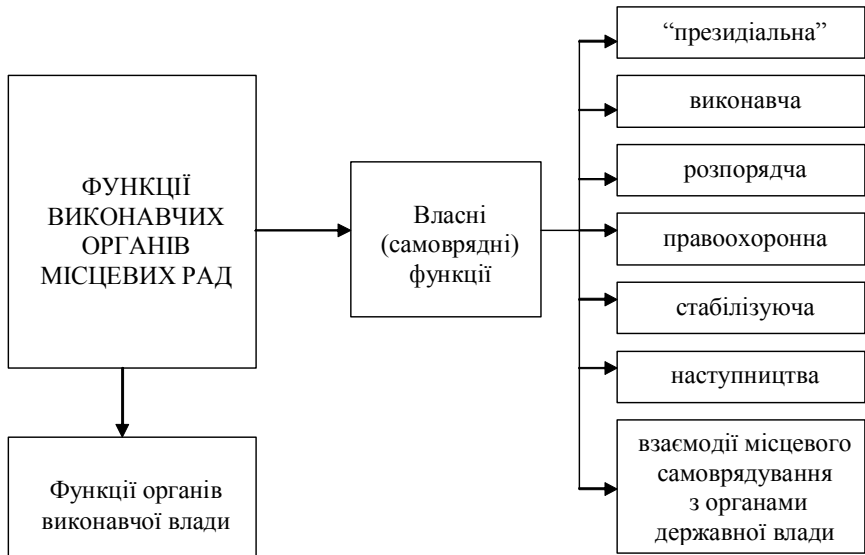 ФУНКЦІЇ
ВИКОНАВЧИХ
ОРГАНІВ
МІСЦЕВИХ РАД
Функції органів
виконавчої влади
Власні
(самоврядні)
функції
“президіальна”
виконавча
розпорядча
правоохоронна
стабілізуюча
наступництва
взаємодії місцевого
самоврядування
з органами
державної влади